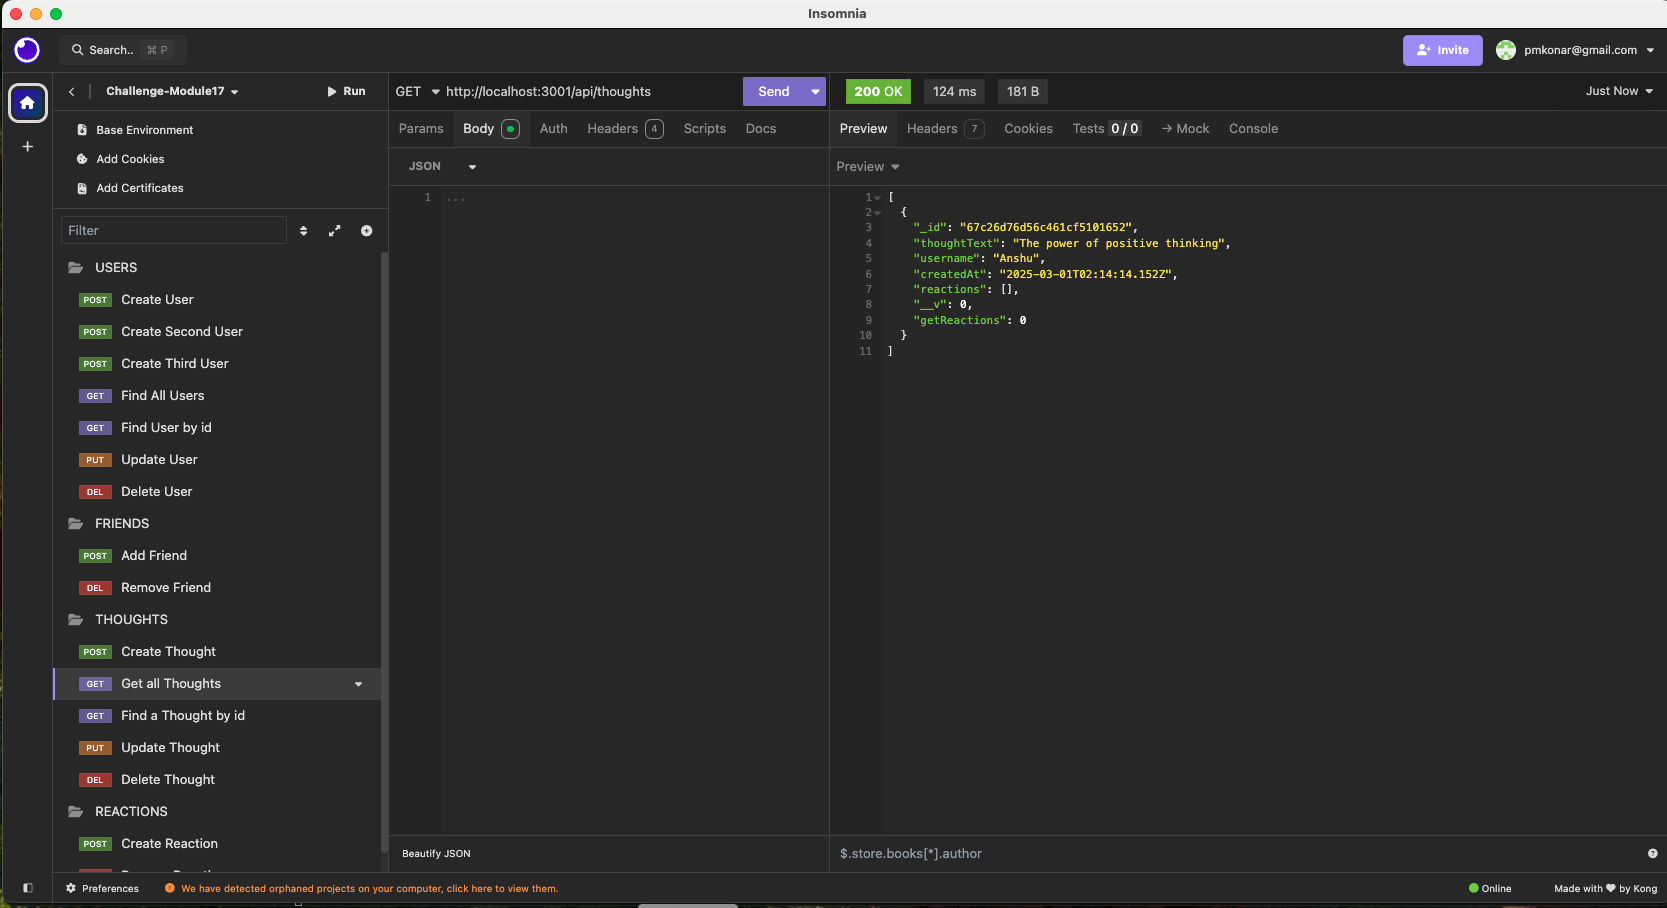 Insomnia
Search.. ⌘ P
Invite
pmkonar@gmail.com
Challenge-Module17
Run
Base Environment
Add Cookies
Add Certificates
Filter
USERS
POST Create User
POST Create Second User
POST Create Third User
GET Find All Users
GET Find User by id
PUT Update User
DEL Delete User
FRIENDS
POST Add Friend
DEL Remove Friend
THOUGHTS
POST Create Thought
GET Get all Thoughts
GET Find a Thought by id
PUT Update Thought
DEL Delete Thought
REACTIONS
POST Create Reaction
GET http://localhost:3001/api/thoughts Send
Params Body Auth Headers 4 Scripts Docs
JSON
1 ...
Beautify JSON
200 OK 124 ms 181 B Just Now
Preview Headers 7 Cookies Tests 0 / 0 → Mock Console
Preview
1 [
2 {
3 "_id": "67c26d76d56c461cf5101652",
4 "thoughtText": "The power of positive thinking",
5 "username": "Anshu",
6 "createdAt": "2025-03-01T02:14:14.152Z",
7 "reactions": [],
8 "__v": 0,
9 "getReactions": 0
10 }
11 ]
$.store.books[*].author
Preferences
We have detected orphaned projects on your computer, click here to view them.
Online
Made with ♥ by Kong